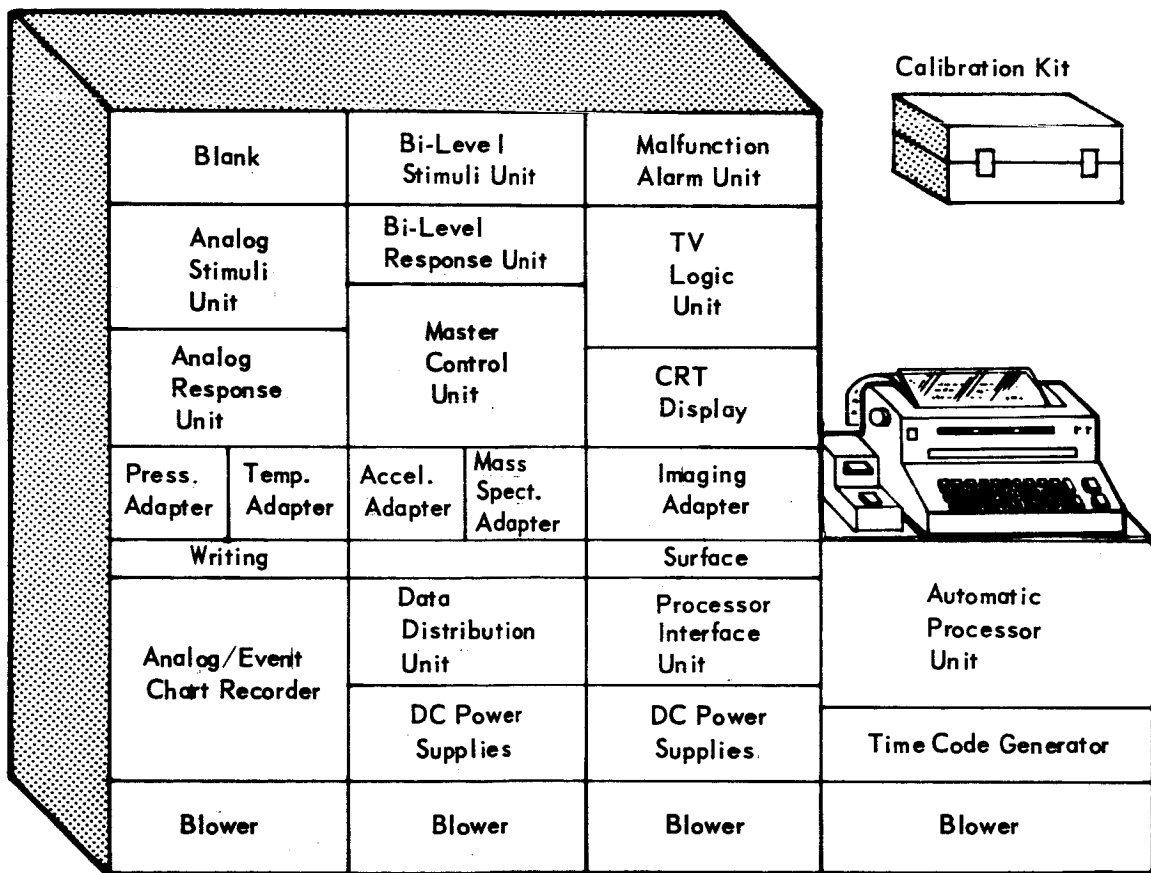 Calibration Kit
Blank
Bi-Level
Stimuli Unit
Malfunction
Alarm Unit
Analog
Stimuli
Unit
Bi-Level
Response Unit
TV
Logic
Unit
Analog
Response
Unit
Master
Control
Unit
CRT
Display
Press.
Adapter
Temp.
Adapter
Accel.
Adapter
Mass
Spect.
Adapter
Imaging
Adapter
Writing
Surface
Analog/Event
Chart Recorder
Data
Distribution
Unit
Processor
Interface
Unit
Automatic
Processor
Unit
DC Power
Supplies
DC Power
Supplies
Time Code Generator
Blower
Blower
Blower
Blower